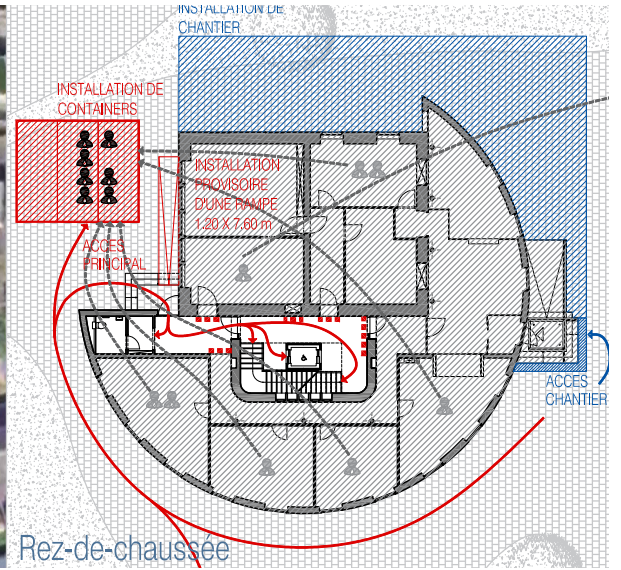 INSTALLATION DE
CHANTIER
INSTALLATION DE
CONTAINERS
INSTALLATION
PROVISOIRE
D'UNE RAMPE
1.20 X 7.60 m
ACCES
PRINCIPAL
ACCES
CHANTIER
Rez-de-chaussée